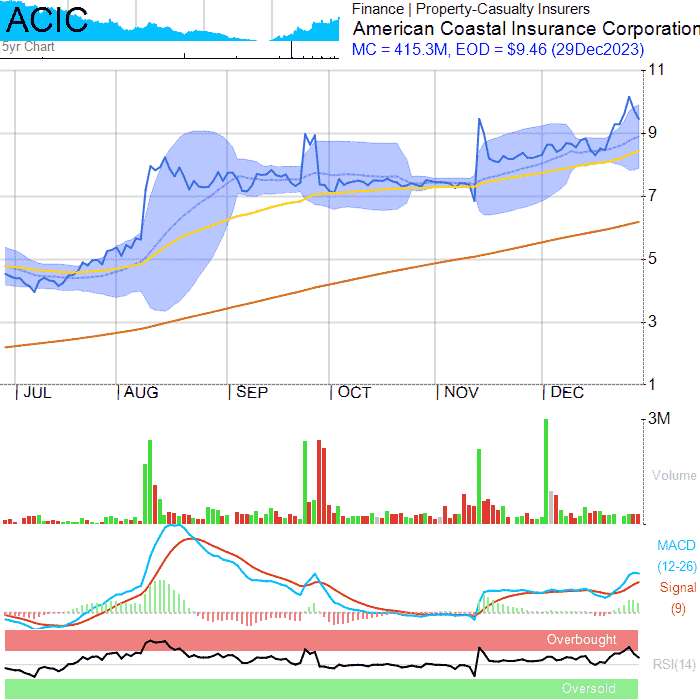 ACIC
5yr Chart
Finance | Property-Casualty Insurers
American Coastal Insurance Corporation
MC = 415.3M, EOD = $9.46 (29Dec2023)
11
9
7
5
3
1
JUL
AUG
SEP
OCT
NOV
DEC
3M
Volume
MACD
(12-26)
Signal
(9)
Overbought
RSI(14)
Oversold